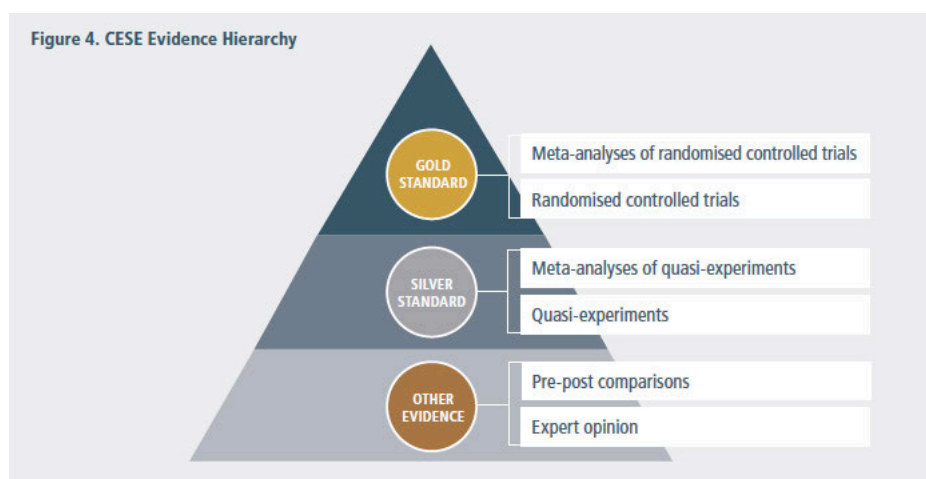 Figure 4. CESE Evidence Hierarchy
GOLD
STANDARD
Meta-analyses of randomised controlled trials
Randomised controlled trials
SILVER
STANDARD
Meta-analyses of quasi-experiments
Quasi-experiments
OTHER
EVIDENCE
Pre-post comparisons
Expert opinion